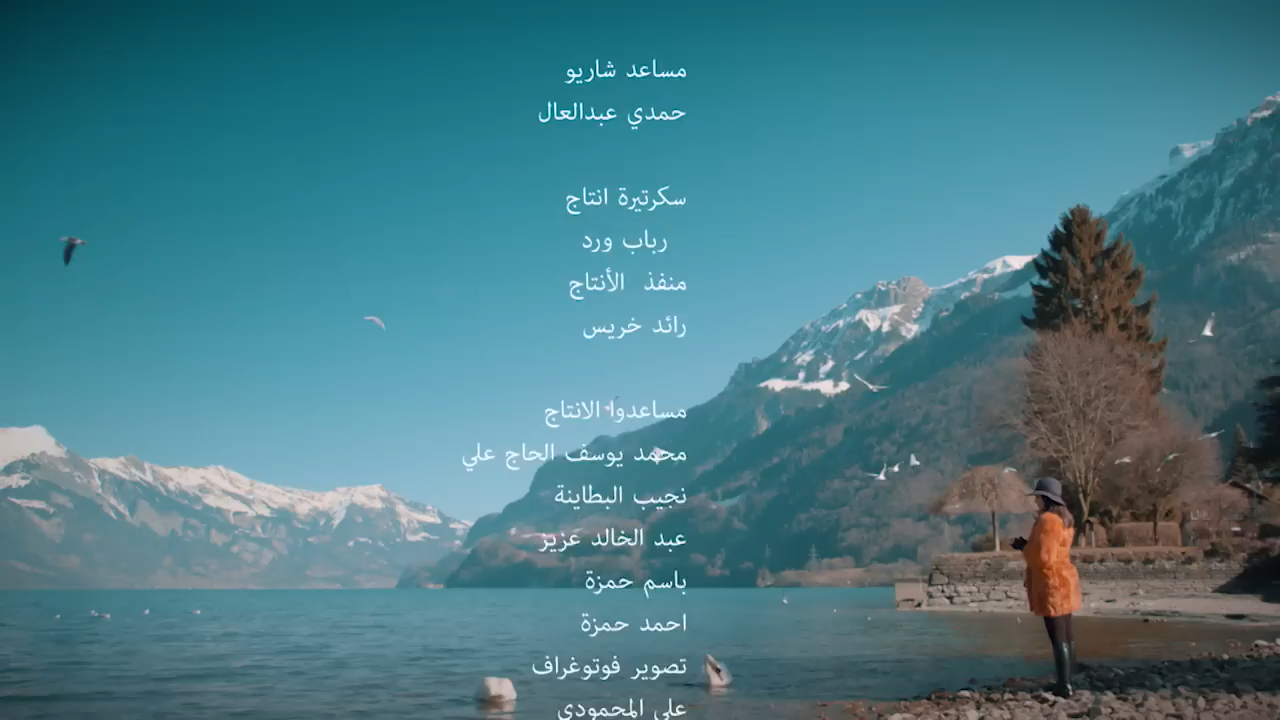 مساعد شاريو
حمدي عبدالعال
سكرتيرة انتاج
رباب ورد
منفذ الأنتاج
رائد خريس
مساعدوا الانتاج
محمد يوسف الحاج علي
نجيب البطاينة
عبد الخالد عزيز
باسم حمزة
احمد حمزة
تصوير فوتوغراف
علي المحمودي